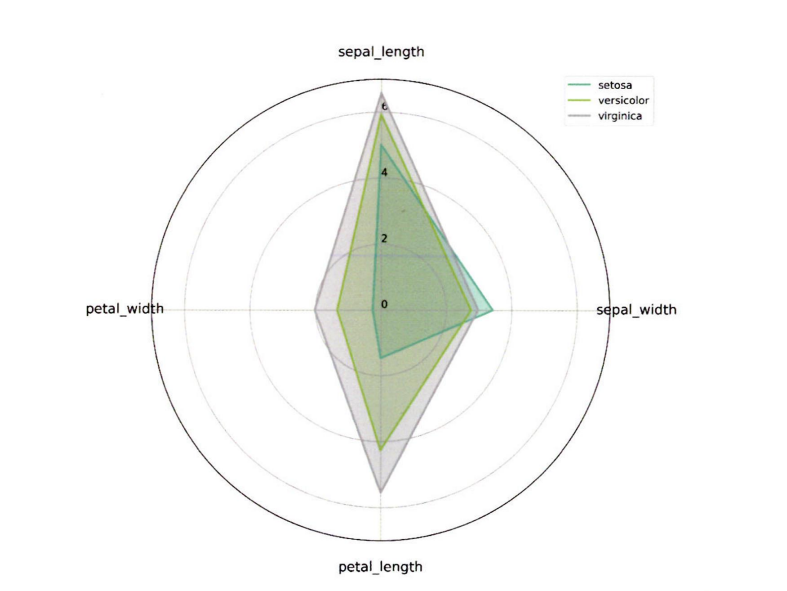 sepal_length
setosa
versicolor
virginica
6
4
2
0
petal_width
sepal_width
petal_length